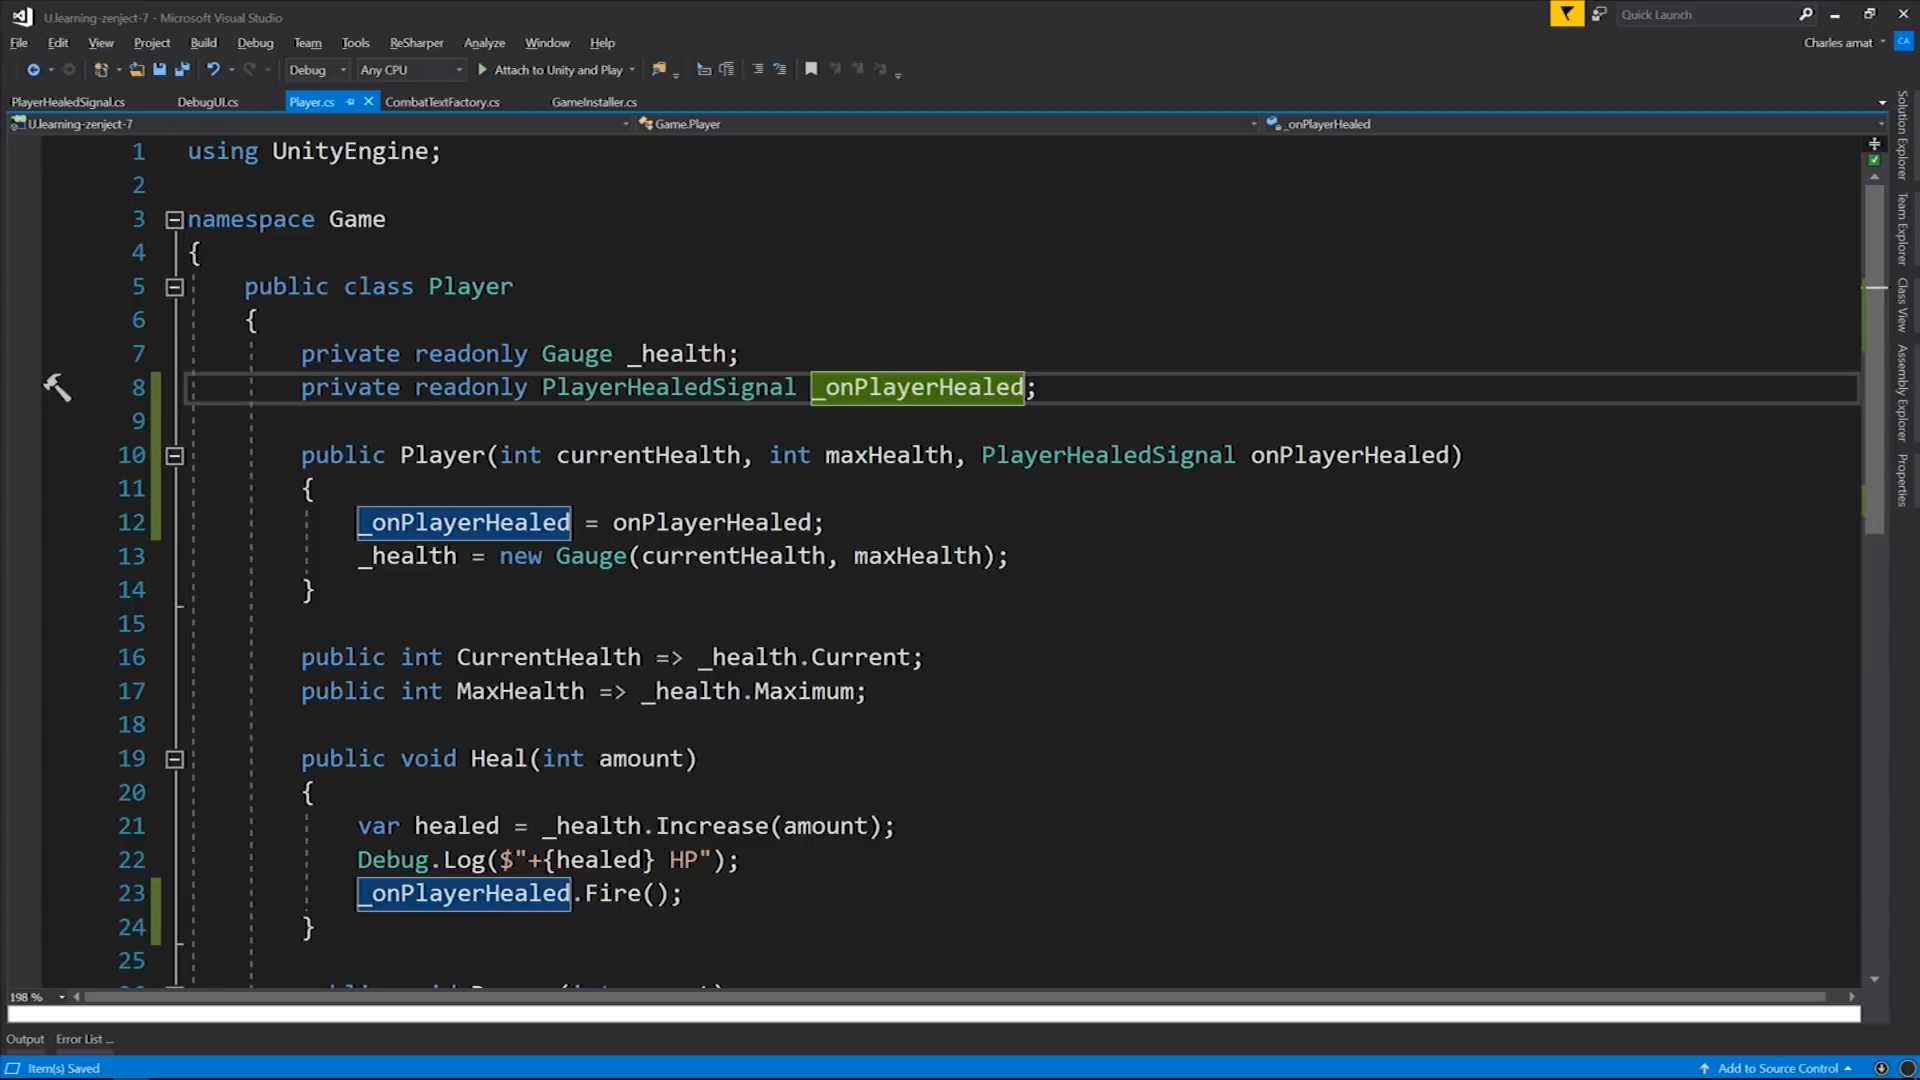 U.learning-zenject-7 - Microsoft Visual Studio
Quick Launch
File Edit View Project Build Debug Team Tools ReSharper Analyze Window Help
Charles amat
CA
Debug Any CPU Attach to Unity and Play
PlayerHealedSignal.cs DebugUI.cs Player.cs CombatTextFactory.cs GameInstaller.cs
U.learning-zenject-7 Game.Player _onPlayerHealed
1 using UnityEngine;
2
3 namespace Game
4 {
5 public class Player
6 {
7 private readonly Gauge _health;
8 private readonly PlayerHealedSignal _onPlayerHealed;
9
10 public Player(int currentHealth, int maxHealth, PlayerHealedSignal onPlayerHealed)
11 {
12 _onPlayerHealed = onPlayerHealed;
13 _health = new Gauge(currentHealth, maxHealth);
14 }
15
16 public int CurrentHealth => _health.Current;
17 public int MaxHealth => _health.Maximum;
18
19 public void Heal(int amount)
20 {
21 var healed = _health.Increase(amount);
22 Debug.Log($"+{healed} HP");
23 _onPlayerHealed.Fire();
24 }
25
198 %
Output Error List ...
Item(s) Saved
Add to Source Control
Solution Explorer
Team Explorer
Class View
Assembly Explorer
Properties